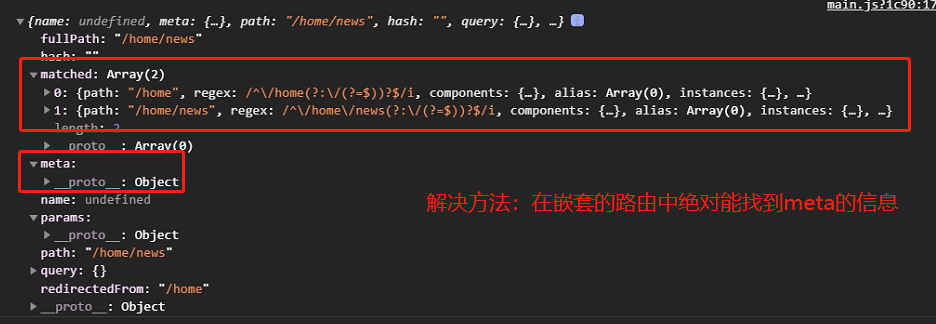 main.js?1c90:17
▼{name: undefined, meta: {…}, path: "/home/news", hash: "", query: {…}, …}
fullPath: "/home/news"
hash: ""
▼matched: Array(2)
▶0: {path: "/home", regex: /^\/home(?:\/(?=$))?$/i, components: {…}, alias: Array(0), instances: {…}, …}
▶1: {path: "/home/news", regex: /^\/home\/news(?:\/(?=$))?$/i, components: {…}, alias: Array(0), instances: {…}, …}
length: 2
▶__proto__: Array(0)
▼meta:
▶__proto__: Object
name: undefined
▼params:
▶__proto__: Object
解决方法：在嵌套的路由中绝对能找到meta的信息
path: "/home/news"
▶query: {}
redirectedFrom: "/home"
▶__proto__: Object